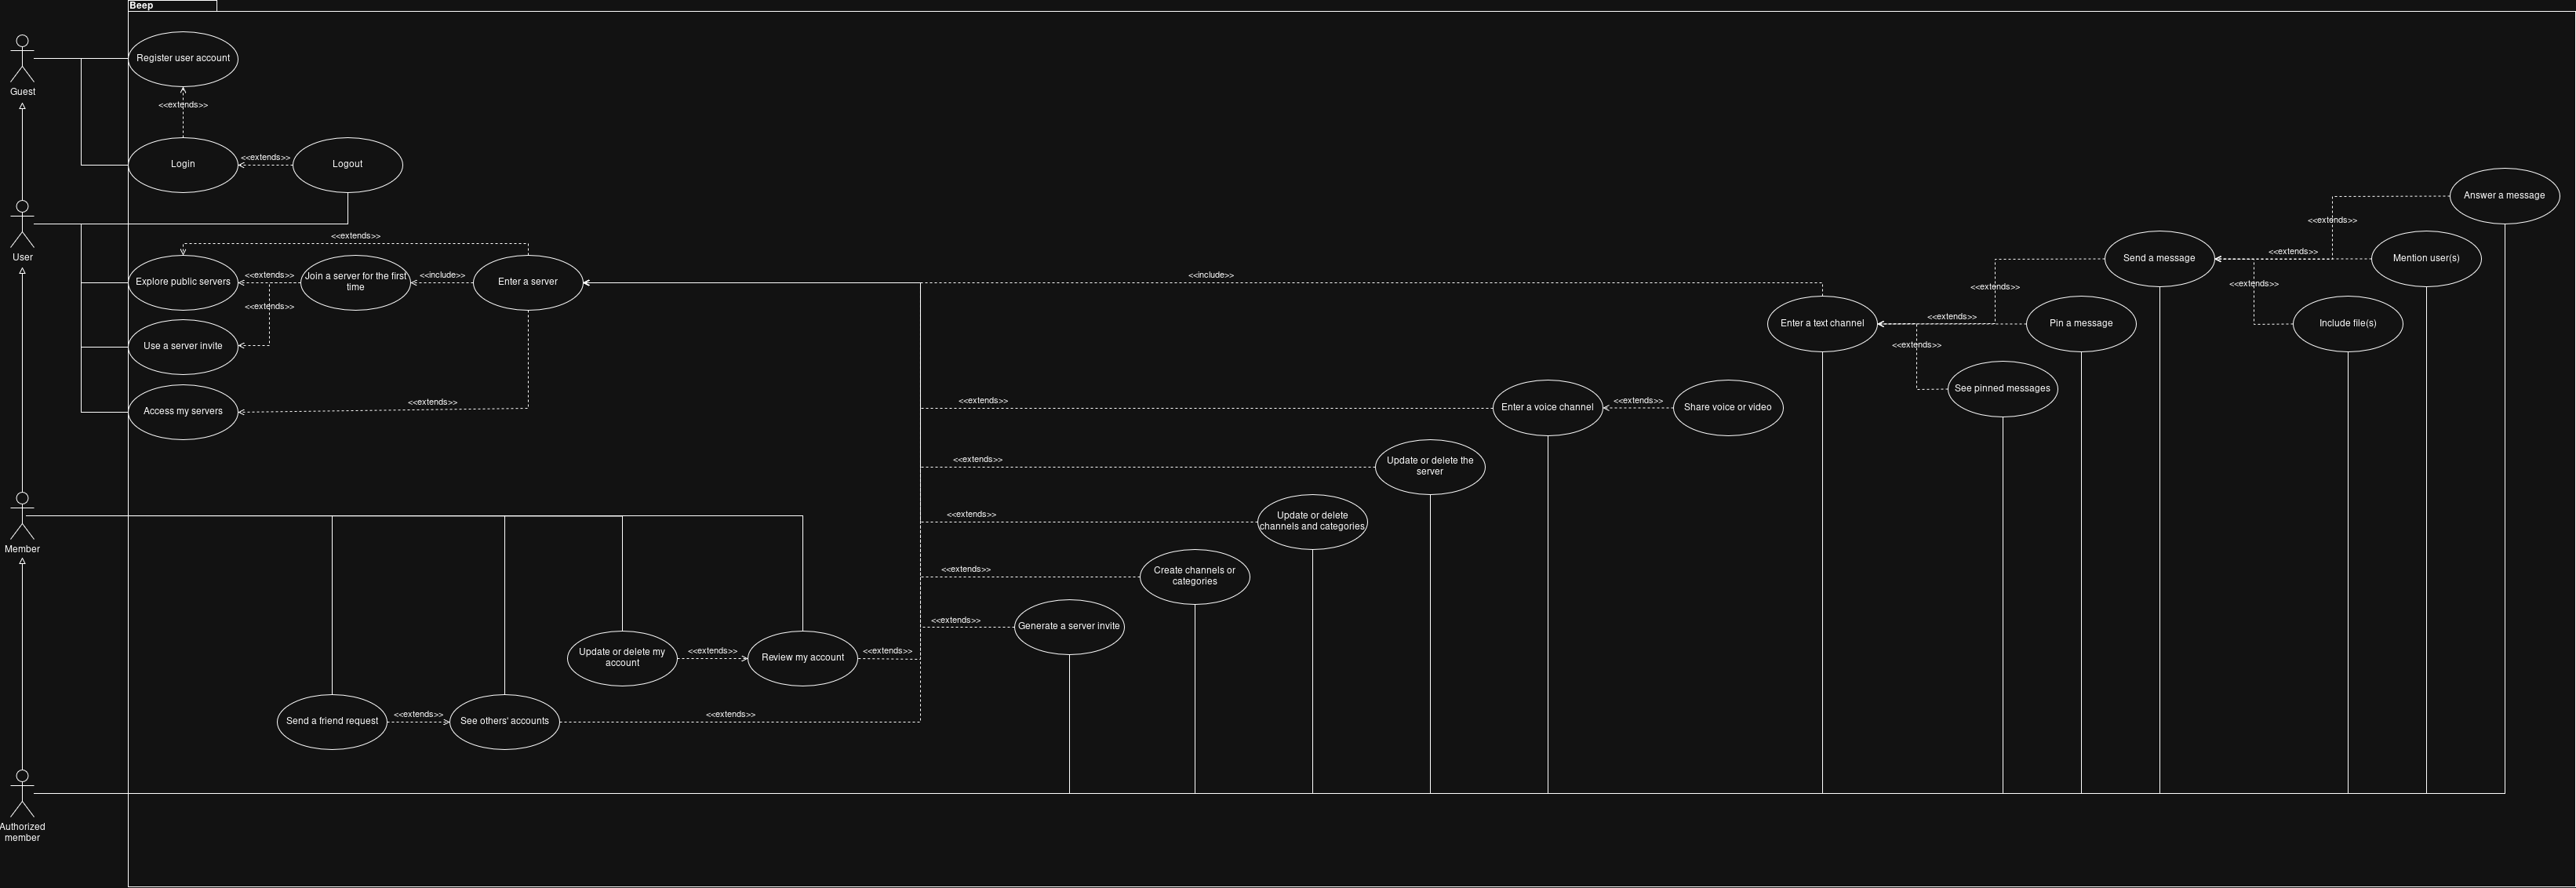 Beep
Register user account
Guest
<<extends>>
Login
<<extends>>
Logout
User
<<extends>>
Explore public servers
<<extends>>
Join a server for the first
time
<<include>>
Enter a server
<<extends>>
Use a server invite
Access my servers
<<extends>>
<<include>>
Answer a message
<<extends>>
Send a message
<<extends>>
Mention user(s)
<<extends>>
<<extends>>
Include file(s)
Enter a text channel
<<extends>>
Pin a message
<<extends>>
See pinned messages
<<extends>>
Enter a voice channel
<<extends>>
Share voice or video
<<extends>>
Update or delete the
server
<<extends>>
Update or delete
channels and categories
Member
<<extends>>
Create channels or
categories
<<extends>>
Generate a server invite
Update or delete my
account
<<extends>>
Review my account
<<extends>>
Send a friend request
<<extends>>
See others' accounts
<<extends>>
Authorized
member